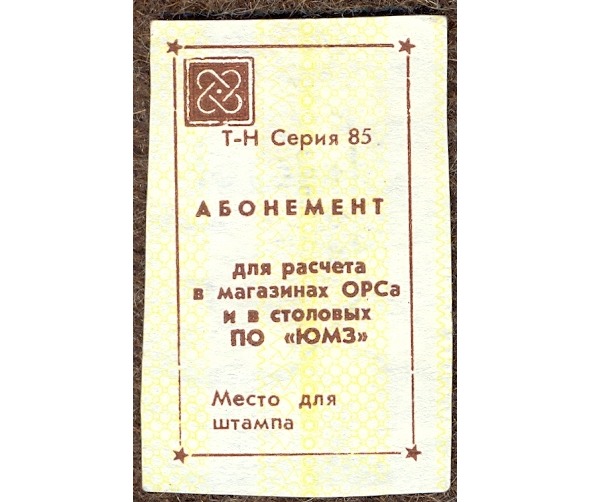 Т-Н Серия 85
АБОНЕМЕНТ
для расчета
в магазинах ОРСа
и в столовых
ПО «ЮМЗ»
Место для
штампа